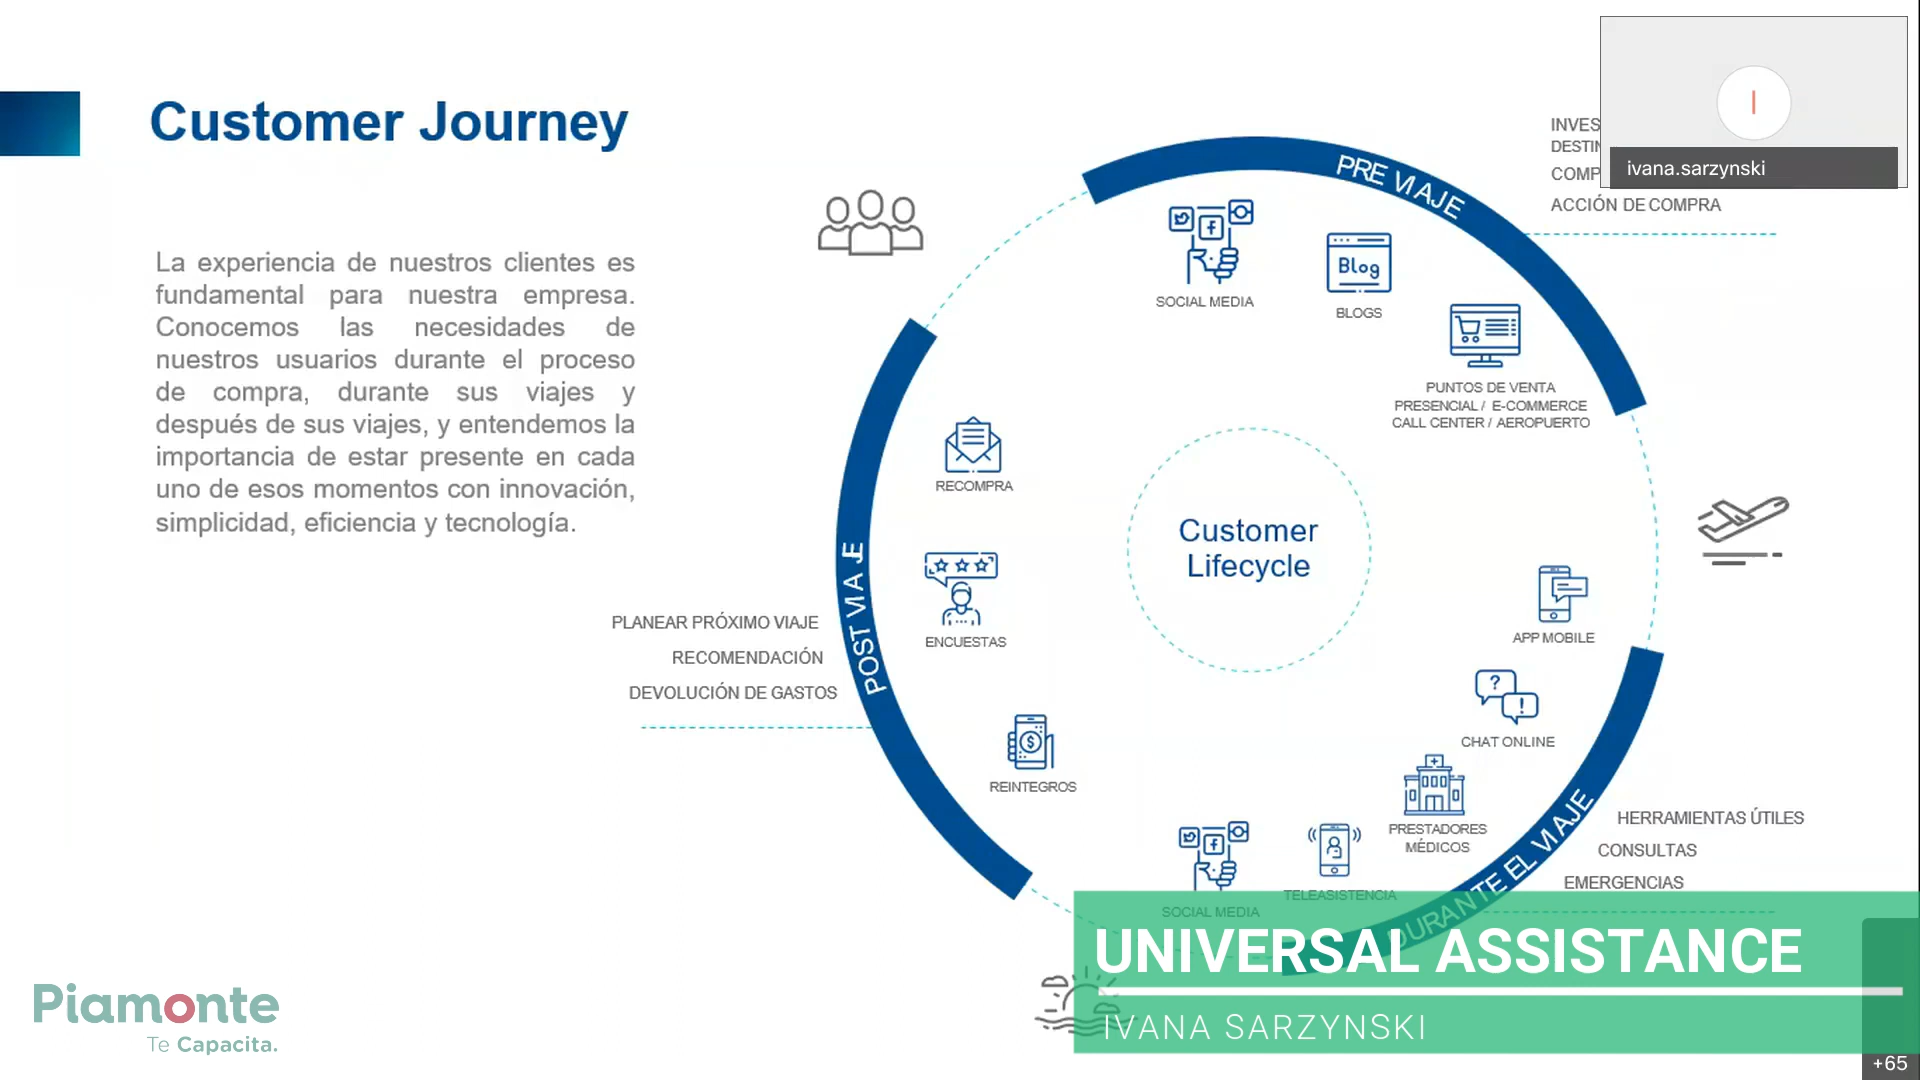 Customer Journey
La experiencia de nuestros clientes es
fundamental para nuestra empresa.
Conocemos las necesidades de
nuestros usuarios durante el proceso
de compra, durante sus viajes y
después de sus viajes, y entendemos la
importancia de estar presente en cada
uno de esos momentos con innovación,
simplicidad, eficiencia y tecnología.
I
ivana.sarzynski
ACCIÓN DE COMPRA
PRE VIAJE
SOCIAL MEDIA
Blog
BLOGS
PUNTOS DE VENTA
PRESENCIAL / E-COMMERCE
CALL CENTER / AEROPUERTO
RECOMPRA
Customer
Lifecycle
POST VIAJE
ENCUESTAS
PLANEAR PRÓXIMO VIAJE
RECOMENDACIÓN
DEVOLUCIÓN DE GASTOS
REINTEGROS
APP MOBILE
CHAT ONLINE
PRESTADORES
MÉDICOS
DURANTE EL VIAJE
HERRAMIENTAS ÚTILES
CONSULTAS
EMERGENCIAS
TELEASISTENCIA
SOCIAL MEDIA
UNIVERSAL ASSISTANCE
IVANA SARZYNSKI
Piamonte
Te Capacita.
+65